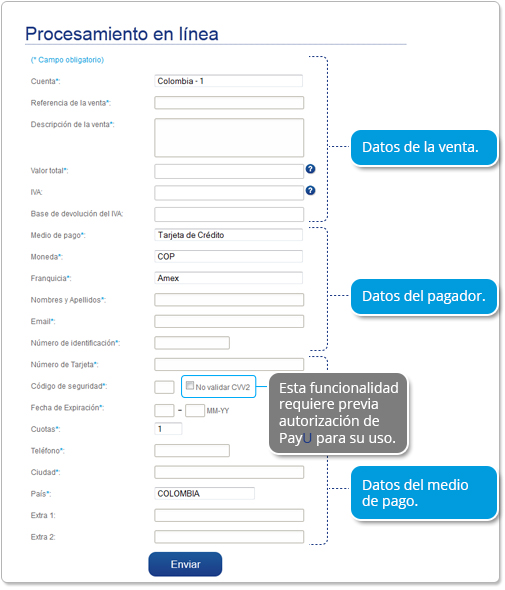 Procesamiento en línea
(* Campo obligatorio)
Cuenta*:
Colombia - 1
Referencia de la venta*:
Descripción de la venta*:
Datos de la venta.
Valor total*:
?
IVA:
?
Base de devolución del IVA:
Medio de pago*:
Tarjeta de Crédito
Moneda*:
COP
Franquicia*:
Amex
Datos del pagador.
Nombres y Apellidos*:
Email*:
Número de identificación*:
Número de Tarjeta*:
Código de seguridad*:
No validar CVV2
Esta funcionalidad
requiere previa
autorización de
PayU para su uso.
Fecha de Expiración*:
–
MM-YY
Cuotas*:
1
Teléfono*:
Ciudad*:
Datos del medio
de pago.
País*:
COLOMBIA
Extra 1:
Extra 2:
Enviar